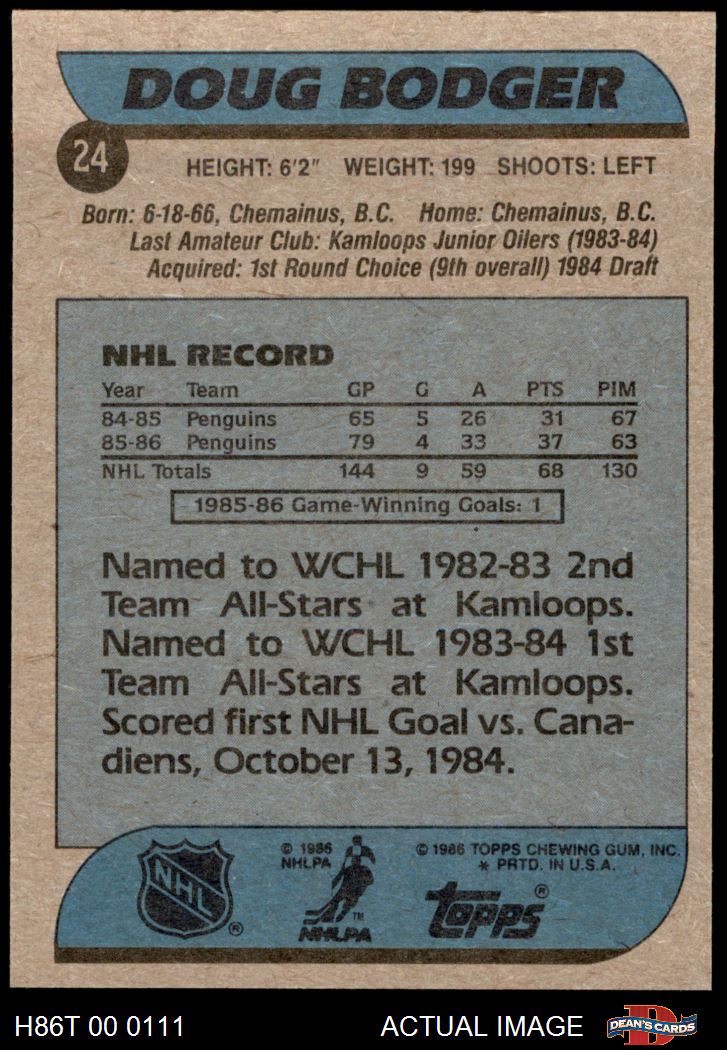 DOUG BODGER
24
HEIGHT: 6'2" WEIGHT: 199 SHOOTS: LEFT
Born: 6-18-66, Chemainus, B.C. Home: Chemainus, B.C.
Last Amateur Club: Kamloops Junior Oilers (1983-84)
Acquired: 1st Round Choice (9th overall) 1984 Draft
NHL RECORD
Year Team GP G A PTS PIM
84-85 Penguins 65 5 26 31 67
85-86 Penguins 79 4 33 37 63
NHL Totals 144 9 59 68 130
1985-86 Game-Winning Goals: 1
Named to WCHL 1982-83 2nd
Team All-Stars at Kamloops.
Named to WCHL 1983-84 1st
Team All-Stars at Kamloops.
Scored first NHL Goal vs. Cana-
diens, October 13, 1984.
NHL ®
© 1986
NHLPA
TM
NHLPA
© 1986 TOPPS CHEWING GUM, INC.
* PRTD. IN U.S.A.
topps ®
H86T 00 0111 ACTUAL IMAGE
D
DEAN'S CARDS